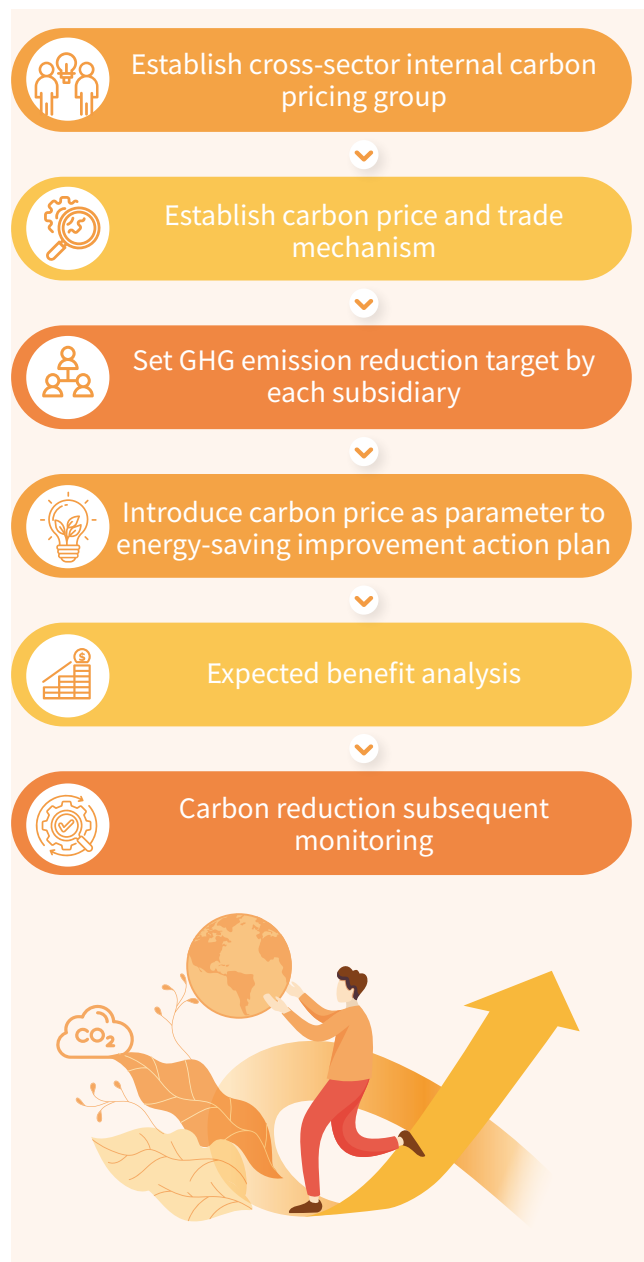 Establish cross-sector internal carbon
pricing group
Establish carbon price and trade
mechanism
Set GHG emission reduction target by
each subsidiary
Introduce carbon price as parameter to
energy-saving improvement action plan
$
Expected benefit analysis
Carbon reduction subsequent
monitoring
CO₂